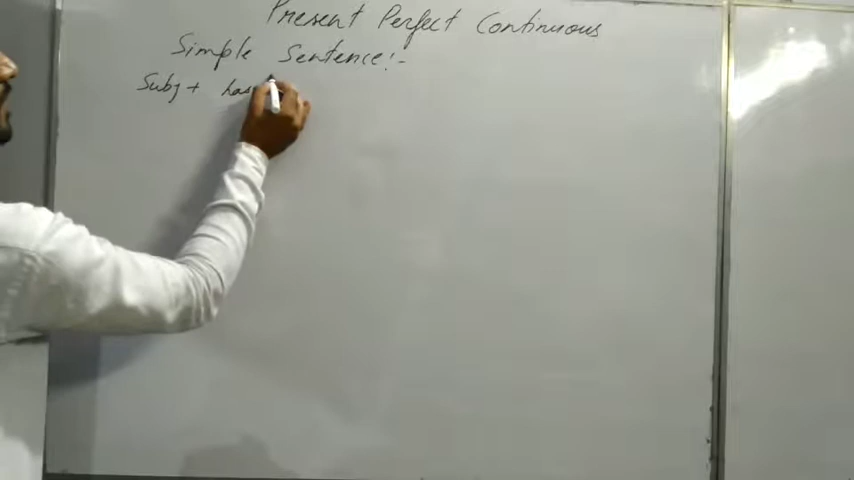 Present Perfect Continuous
Simple Sentence:-
Subj + has